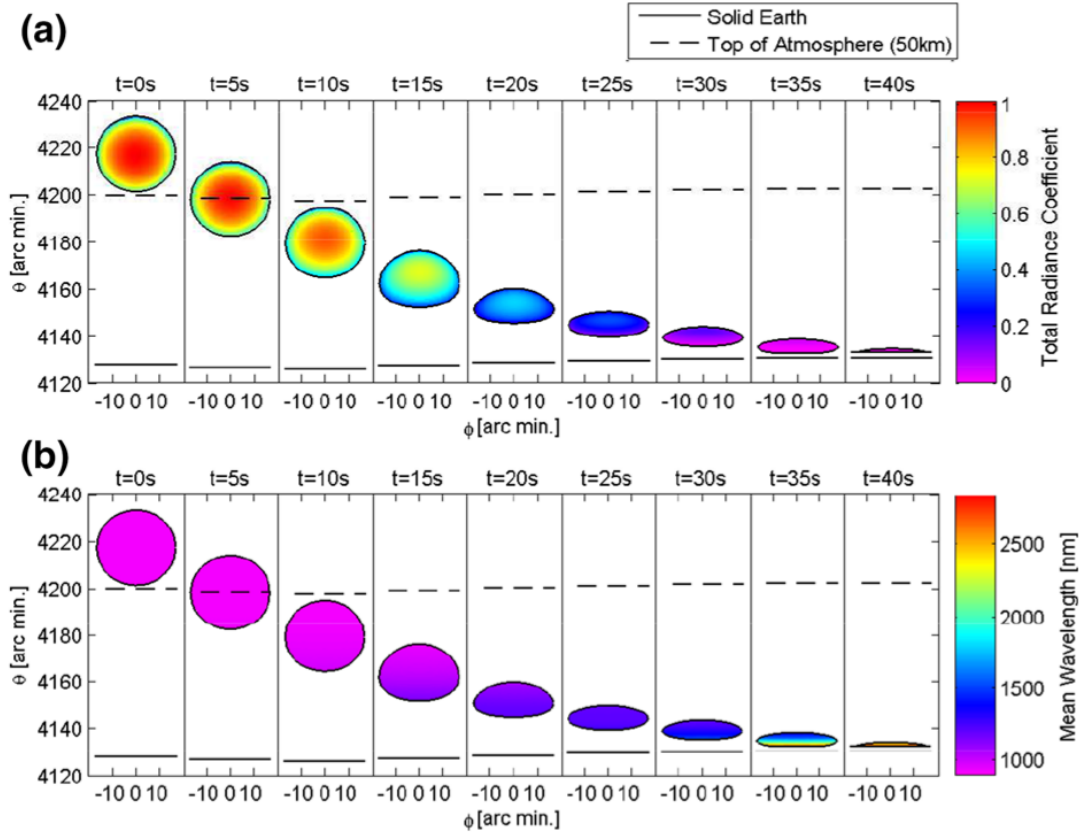 (a)
Solid Earth
Top of Atmosphere (50km)
t=0s t=5s t=10s t=15s t=20s t=25s t=30s t=35s t=40s
4240
4220
4200
4180
4160
4140
4120
θ [arc min.]
-10 0 10 -10 0 10 -10 0 10 -10 0 10 -10 0 10 -10 0 10 -10 0 10 -10 0 10 -10 0 10
ϕ [arc min.]
1
0.8
0.6
0.4
0.2
0
Total Radiance Coefficient
(b)
t=0s t=5s t=10s t=15s t=20s t=25s t=30s t=35s t=40s
4240
4220
4200
4180
4160
4140
4120
θ [arc min.]
-10 0 10 -10 0 10 -10 0 10 -10 0 10 -10 0 10 -10 0 10 -10 0 10 -10 0 10 -10 0 10
ϕ [arc min.]
2500
2000
1500
1000
Mean Wavelength [nm]